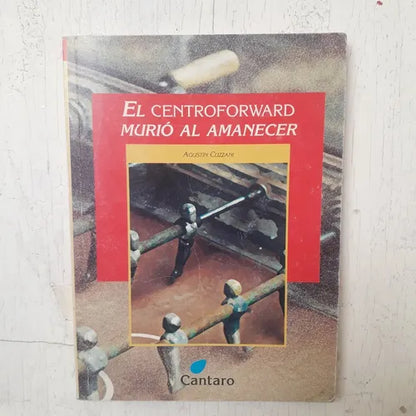 EL CENTROFORWARD
MURIÓ AL AMANECER
AGUSTÍN CUZZANI
Cantaro